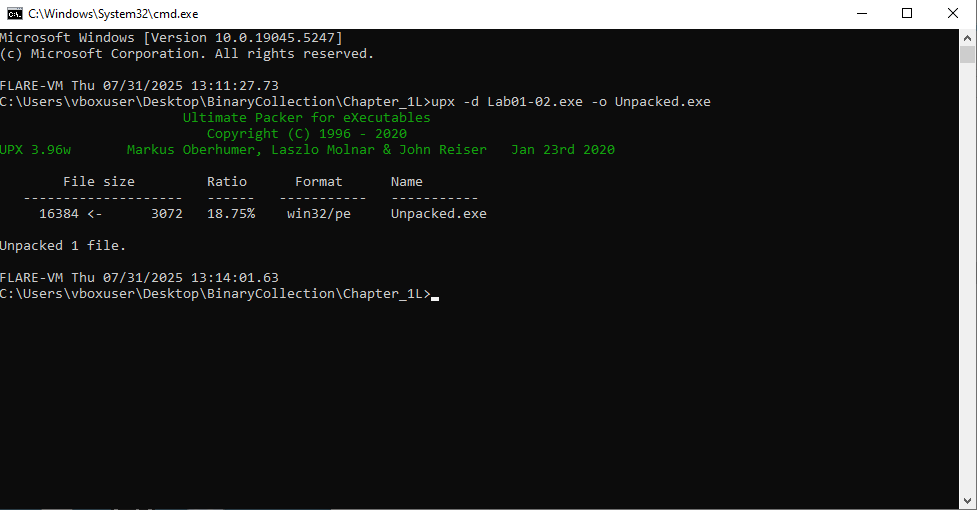 C:\Windows\System32\cmd.exe
Microsoft Windows [Version 10.0.19045.5247]
(c) Microsoft Corporation. All rights reserved.
FLARE-VM Thu 07/31/2025 13:11:27.73
C:\Users\vboxuser\Desktop\BinaryCollection\Chapter_1L>upx -d Lab01-02.exe -o Unpacked.exe
Ultimate Packer for eXecutables
Copyright (C) 1996 - 2020
UPX 3.96w       Markus Oberhumer, Laszlo Molnar & John Reiser   Jan 23rd 2020
File size         Ratio      Format      Name
--------------------   ------   -----------   -----------
16384 <-      3072   18.75%    win32/pe     Unpacked.exe
Unpacked 1 file.
FLARE-VM Thu 07/31/2025 13:14:01.63
C:\Users\vboxuser\Desktop\BinaryCollection\Chapter_1L>